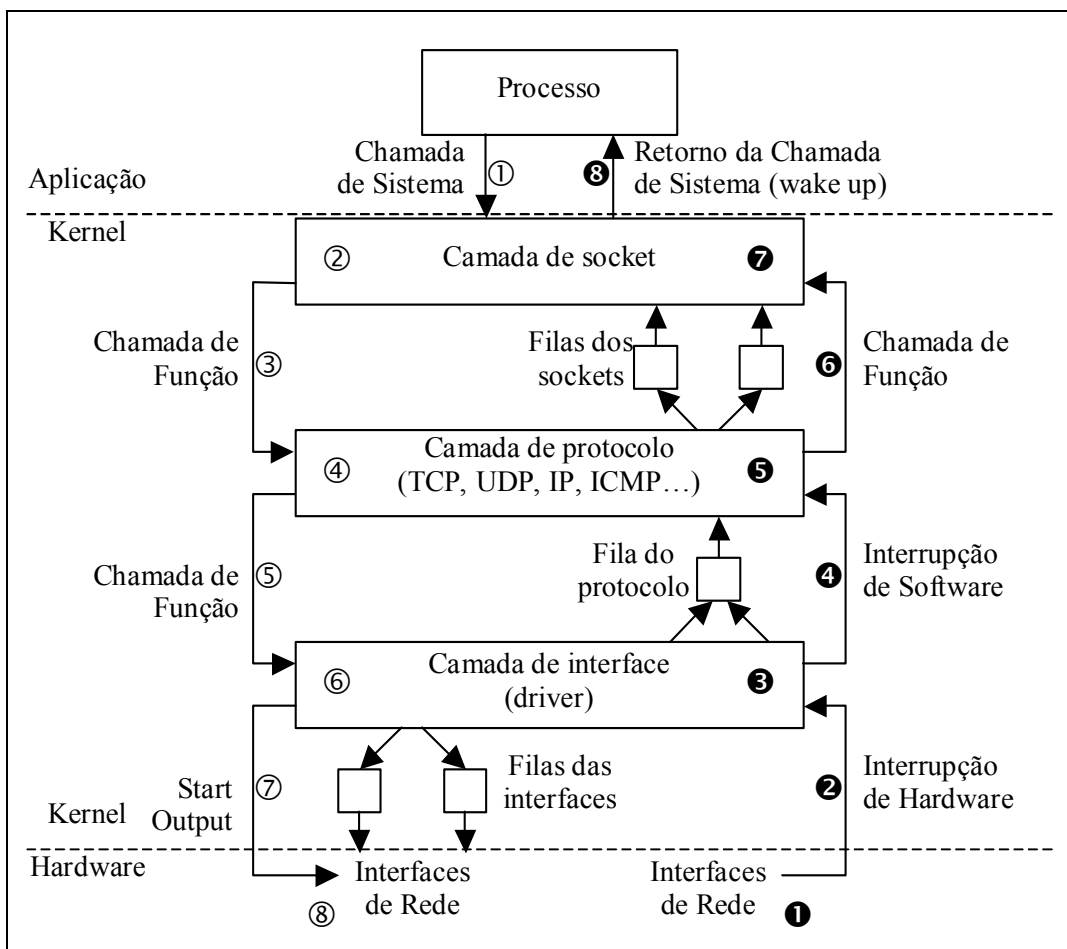 Processo
Chamada
de Sistema
①
❽
Retorno da Chamada
de Sistema (wake up)
Aplicação
Kernel
②
Camada de socket
❼
Chamada de
Função
③
Filas dos
sockets
❻
Chamada de
Função
④
Camada de protocolo
(TCP, UDP, IP, ICMP…)
❺
Chamada de
Função
⑤
Fila do
protocolo
❹
Interrupção
de Software
⑥
Camada de interface
(driver)
❸
Start
Output
⑦
Filas das
interfaces
❷
Interrupção
de Hardware
Kernel
Hardware
Interfaces
de Rede
⑧
Interfaces
de Rede
❶